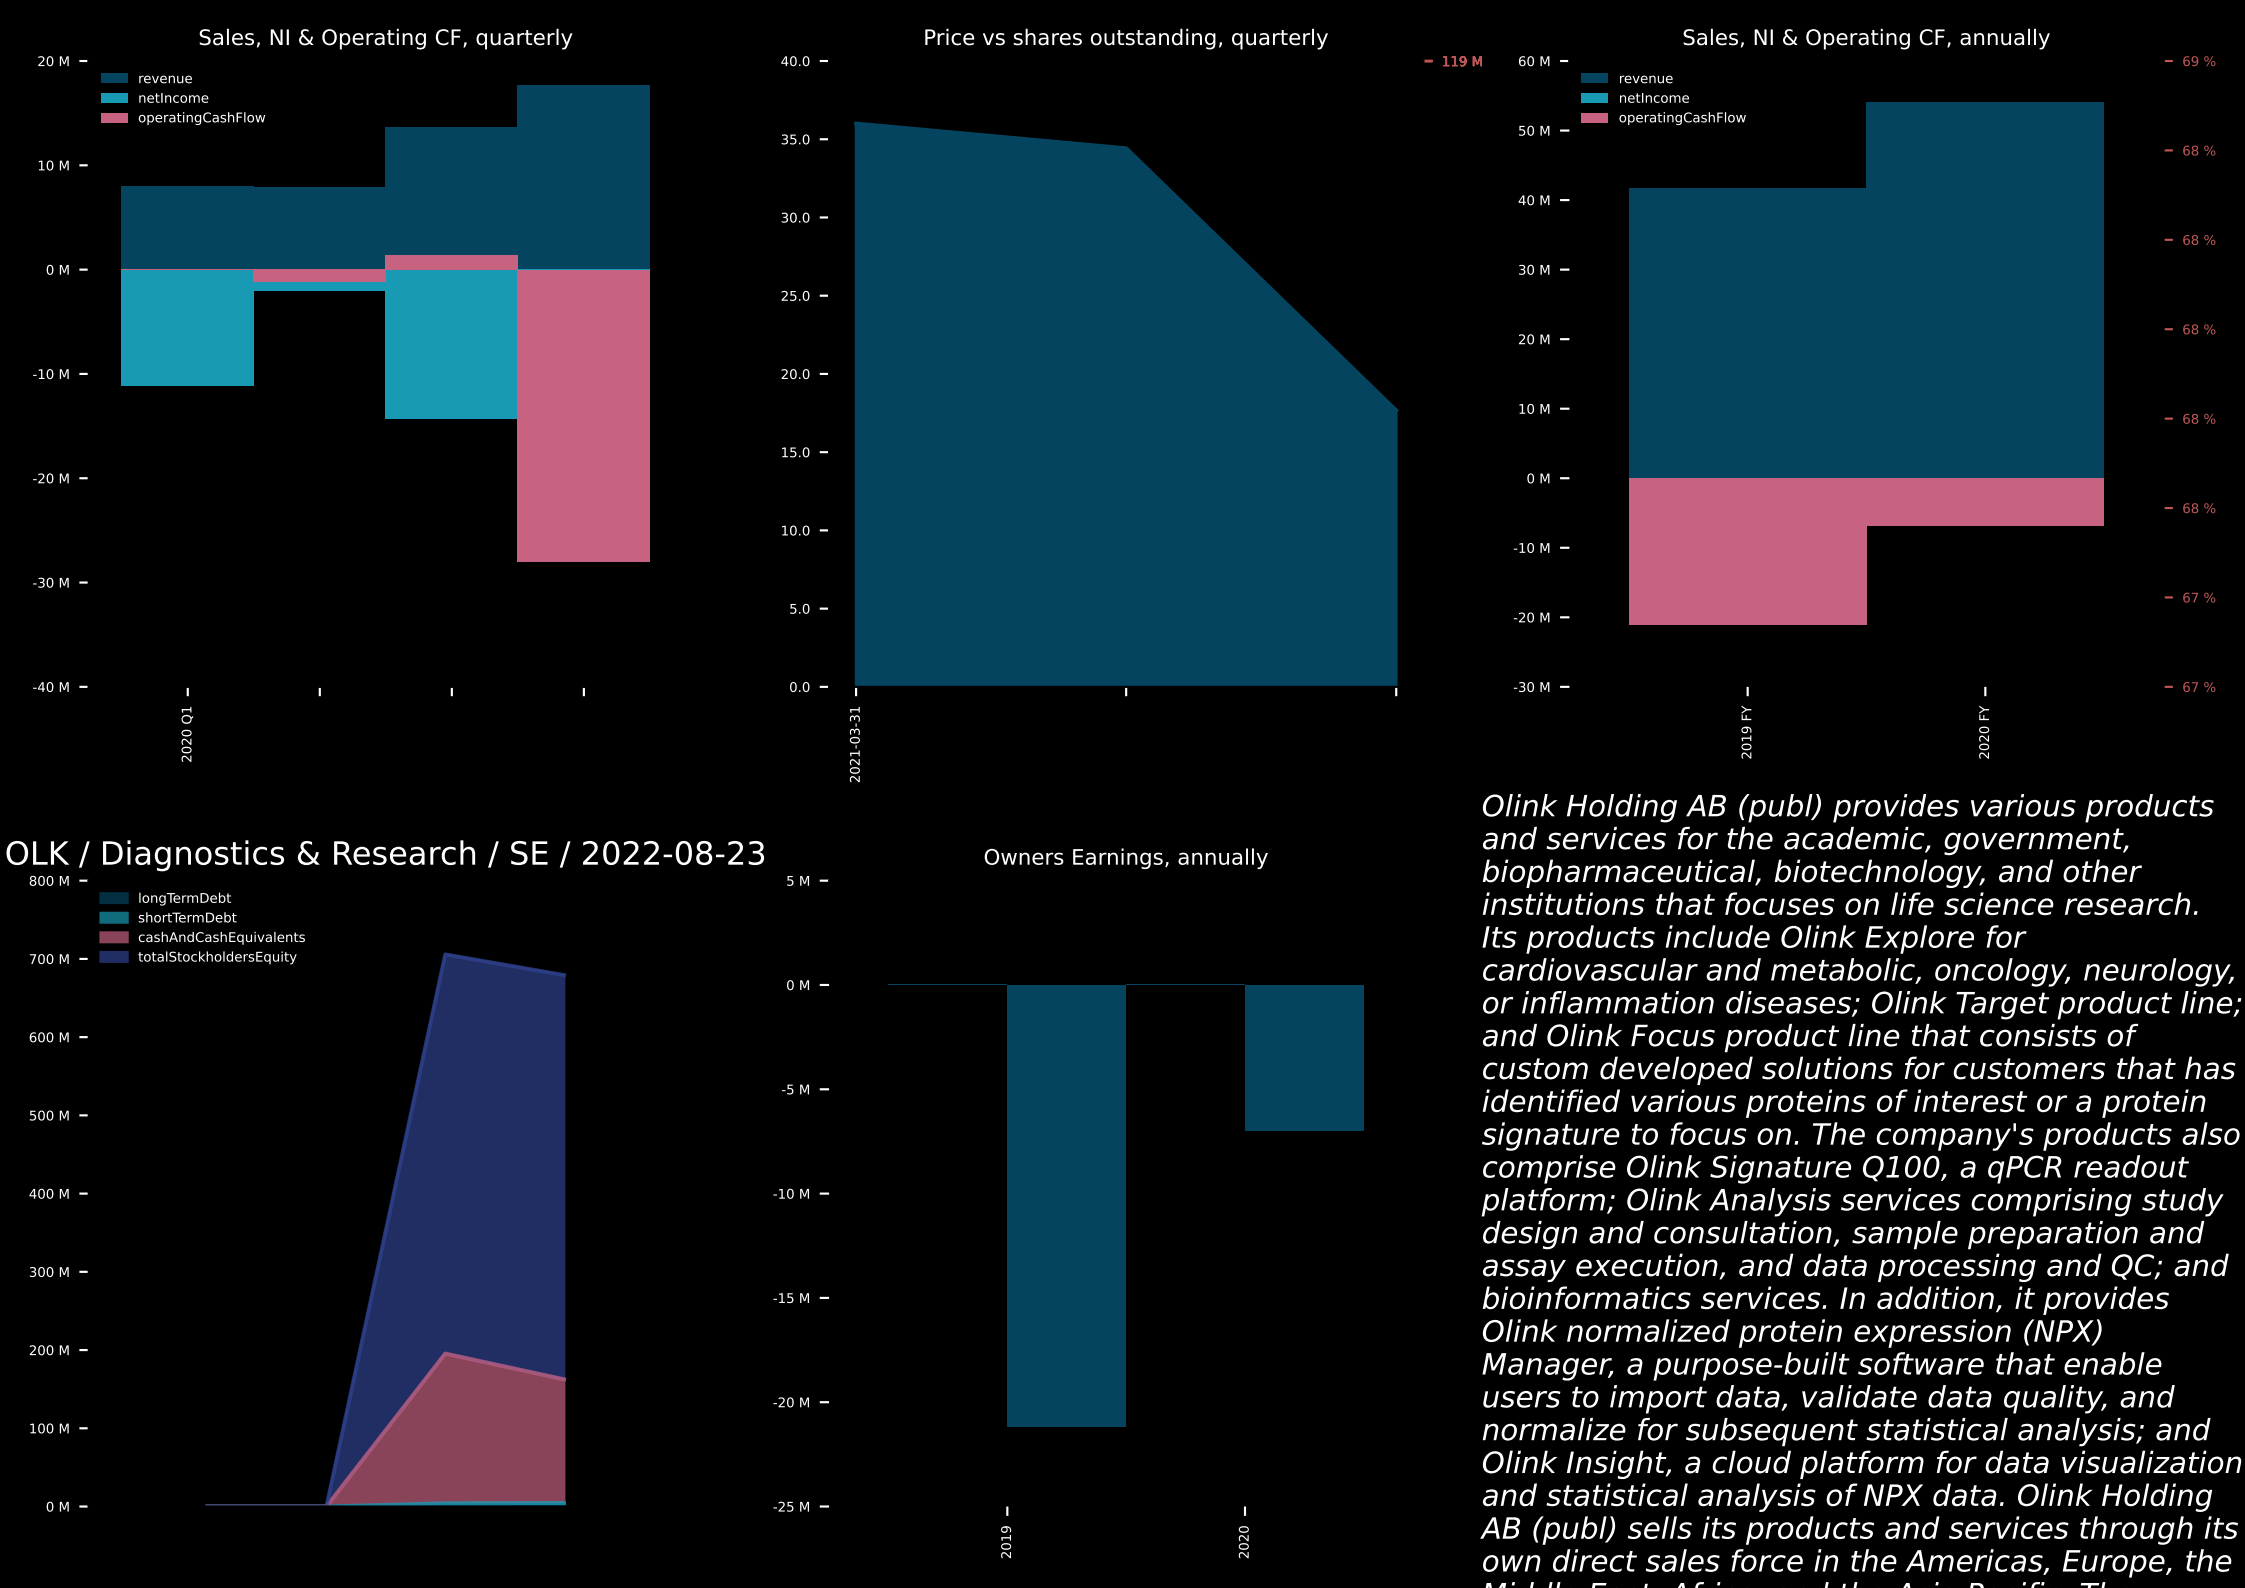 Sales, NI & Operating CF, quarterly
20 M
10 M
0 M
-10 M
-20 M
-30 M
-40 M
revenue
netIncome
operatingCashFlow
2020 Q1
Price vs shares outstanding, quarterly
40.0
35.0
30.0
25.0
20.0
15.0
10.0
5.0
0.0
119 M
2021-03-31
Sales, NI & Operating CF, annually
60 M
50 M
40 M
30 M
20 M
10 M
0 M
-10 M
-20 M
-30 M
revenue
netIncome
operatingCashFlow
69 %
68 %
68 %
68 %
68 %
68 %
67 %
67 %
2019 FY
2020 FY
OLK / Diagnostics & Research / SE / 2022-08-23
800 M
700 M
600 M
500 M
400 M
300 M
200 M
100 M
0 M
longTermDebt
shortTermDebt
cashAndCashEquivalents
totalStockholdersEquity
Owners Earnings, annually
5 M
0 M
-5 M
-10 M
-15 M
-20 M
-25 M
2019
2020
Olink Holding AB (publ) provides various products
and services for the academic, government,
biopharmaceutical, biotechnology, and other
institutions that focuses on life science research.
Its products include Olink Explore for
cardiovascular and metabolic, oncology, neurology,
or inflammation diseases; Olink Target product line;
and Olink Focus product line that consists of
custom developed solutions for customers that has
identified various proteins of interest or a protein
signature to focus on. The company's products also
comprise Olink Signature Q100, a qPCR readout
platform; Olink Analysis services comprising study
design and consultation, sample preparation and
assay execution, and data processing and QC; and
bioinformatics services. In addition, it provides
Olink normalized protein expression (NPX)
Manager, a purpose-built software that enable
users to import data, validate data quality, and
normalize for subsequent statistical analysis; and
Olink Insight, a cloud platform for data visualization
and statistical analysis of NPX data. Olink Holding
AB (publ) sells its products and services through its
own direct sales force in the Americas, Europe, the